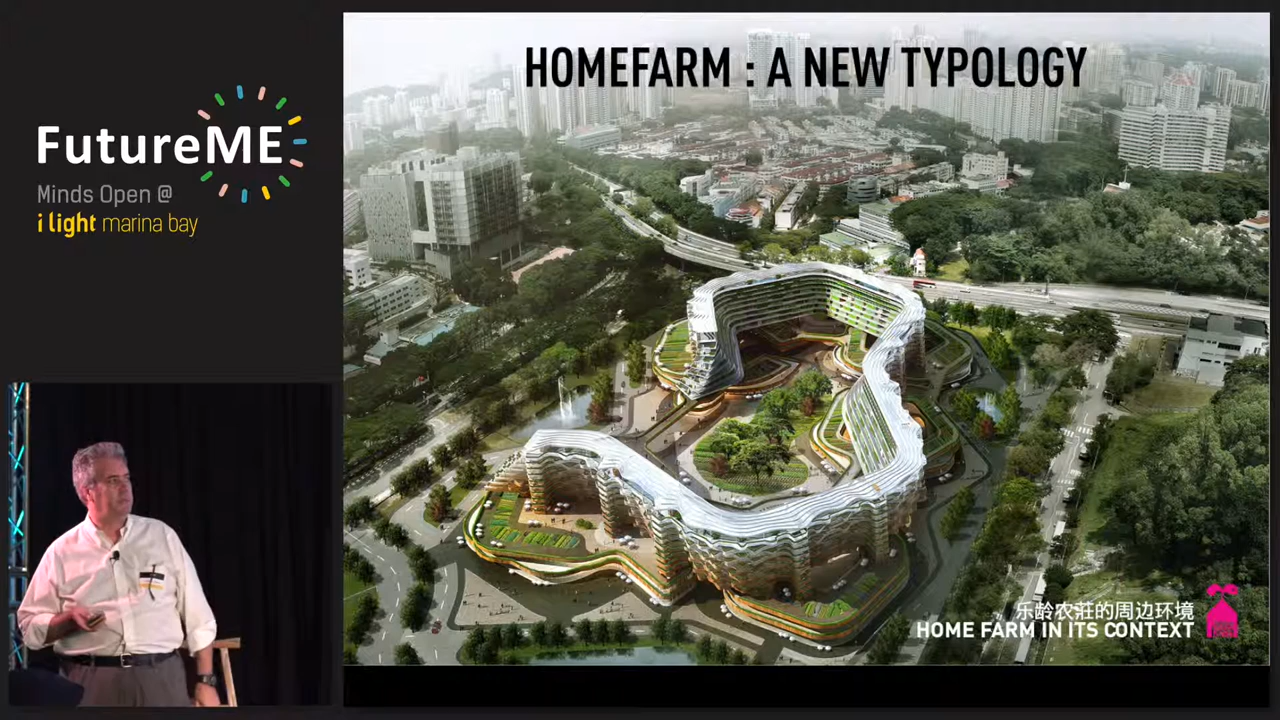 FutureME
Minds Open @
i light marina bay
HOMEFARM : A NEW TYPOLOGY
乐龄农莊的周边环境
HOME FARM IN ITS CONTEXT